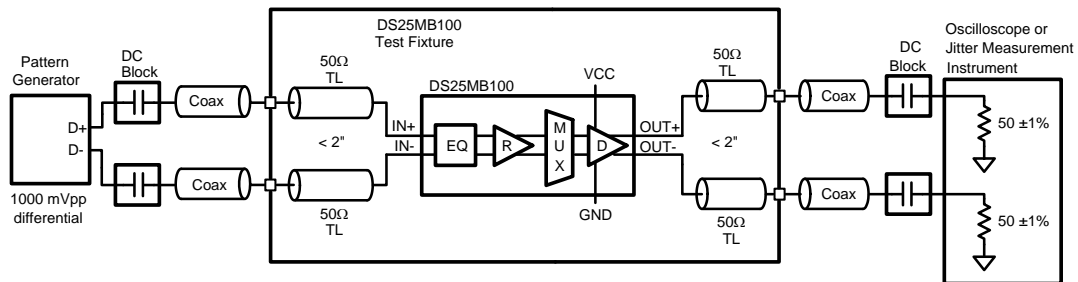 DS25MB100
Test Fixture
Oscilloscope or
Jitter Measurement
Instrument
Pattern
Generator
DC
Block
50Ω
TL
50Ω
TL
DC
Block
VCC
DS25MB100
Coax
Coax
D+
D-
IN+
IN-
< 2"
EQ
R
M
U
X
D
OUT+
OUT-
< 2"
50 ±1%
Coax
Coax
1000 mVpp
differential
50Ω
TL
GND
50Ω
TL
50 ±1%